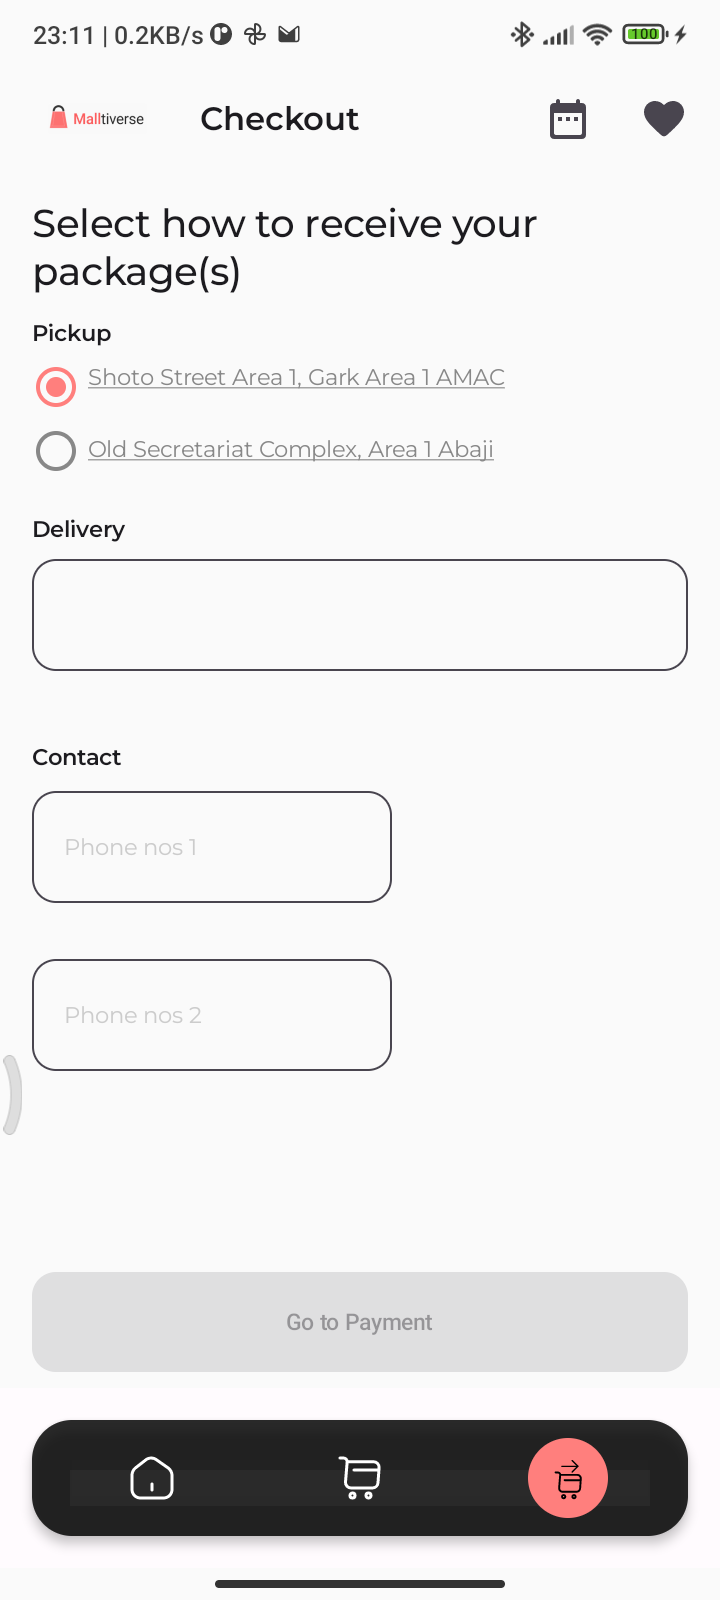 23:11 | 0.2KB/s
100
Malltiverse
Checkout
Select how to receive your
package(s)
Pickup
Shoto Street Area 1, Gark Area 1 AMAC
Old Secretariat Complex, Area 1 Abaji
Delivery
Contact
Phone nos 1
Phone nos 2
Go to Payment